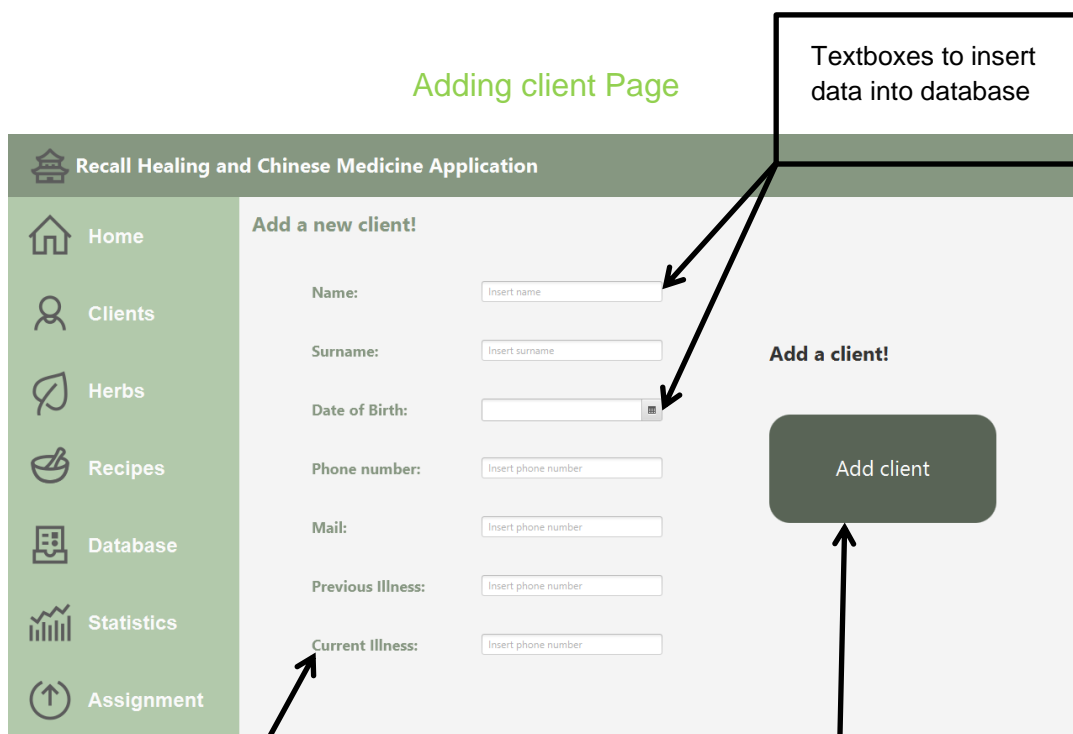 Textboxes to insert
data into database
Adding client Page
Recall Healing and Chinese Medicine Application
Home
Clients
Herbs
Recipes
Database
Statistics
Assignment
Add a new client!
Name: Insert name
Surname: Insert surname
Date of Birth:
Phone number: Insert phone number
Mail: Insert phone number
Previous Illness: Insert phone number
Current Illness: Insert phone number
Add a client!
Add client